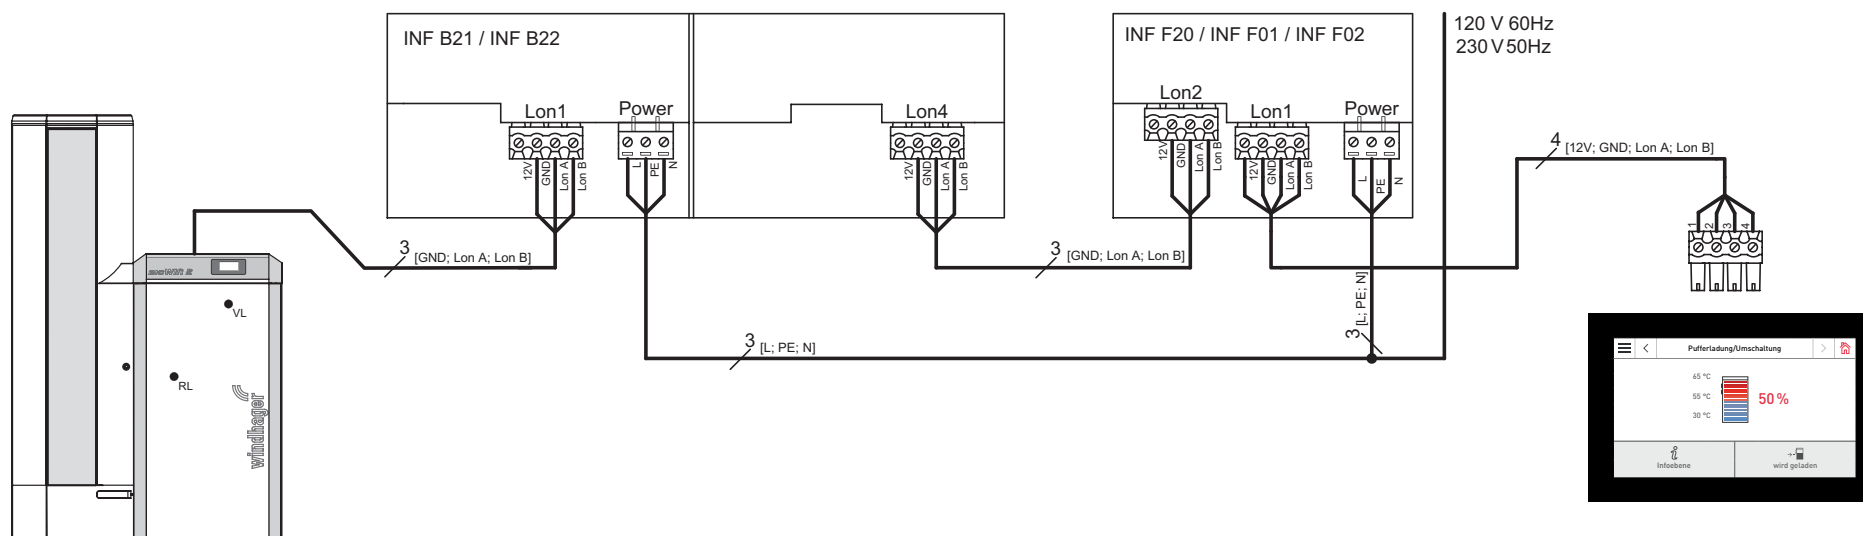 INF B21 / INF B22
INF F20 / INF F01 / INF F02
120 V 60Hz
230 V 50Hz
Lon1
Power
Lon4
Lon2
Lon1
Power
12V
GND
Lon A
Lon B
L
PE
N
12V
GND
Lon A
Lon B
12V
GND
Lon A
Lon B
12V
GND
Lon A
Lon B
L
PE
N
4 [12V; GND; Lon A; Lon B]
1
2
3
4
3 [GND; Lon A; Lon B]
3 [GND; Lon A; Lon B]
3 [L; PE; N]
3 [L; PE; N]
VL
RL
windhager
Pufferladung/Umschaltung
65 °C
55 °C
30 °C
50 %
i
Infoebene
wird geladen